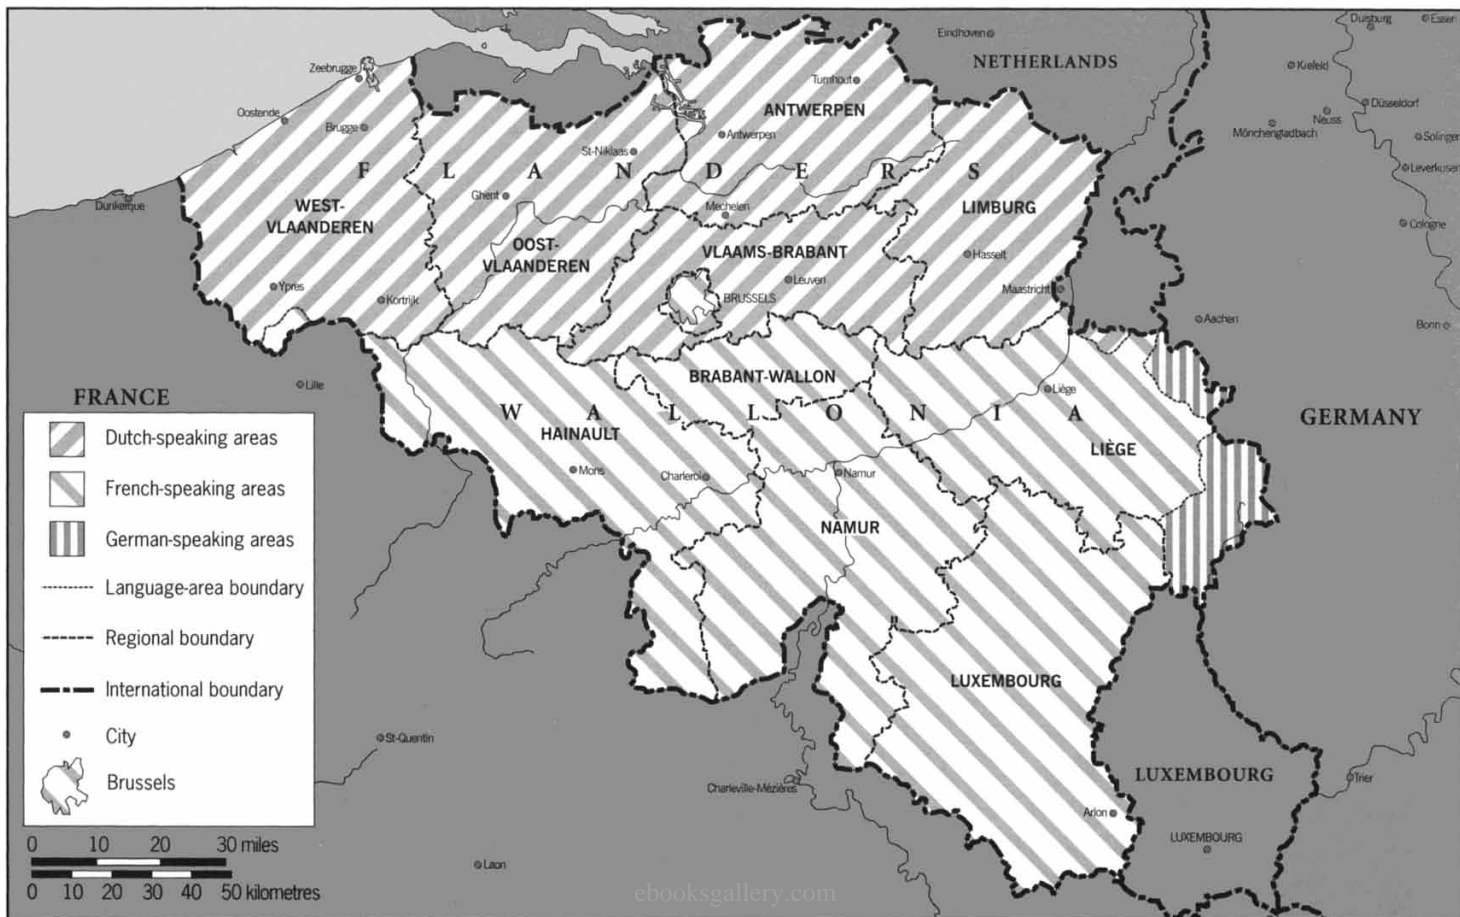 Duisburg
Essen
Eindhoven
NETHERLANDS
Krefeld
Zeebrugge
Turnhout
Düsseldorf
Neuss
Oostende
Brugge
ANTWERPEN
Antwerpen
Mönchengladbach
Solingen
St-Niklaas
Leverkusen
F L A N D E R S
Ghent
Dunkerque
WEST-
VLAANDEREN
Mechelen
LIMBURG
Cologne
OOST-
VLAANDEREN
VLAAMS-BRABANT
Hasselt
Ypres
Kortrijk
Leuven
BRUSSELS
Maastricht
Aachen
Bonn
FRANCE
Lille
BRABANT-WALLON
Liège
W A L L O N I A
GERMANY
HAINAULT
LIÈGE
Mons
Charleroi
Namur
NAMUR
LUXEMBOURG
St-Quentin
Charleville-Mézières
LUXEMBOURG
Trier
Arlon
LUXEMBOURG
Laon
Dutch-speaking areas
French-speaking areas
German-speaking areas
Language-area boundary
Regional boundary
International boundary
City
Brussels
0 10 20 30 miles
0 10 20 30 40 50 kilometres
ebooksgallery.com